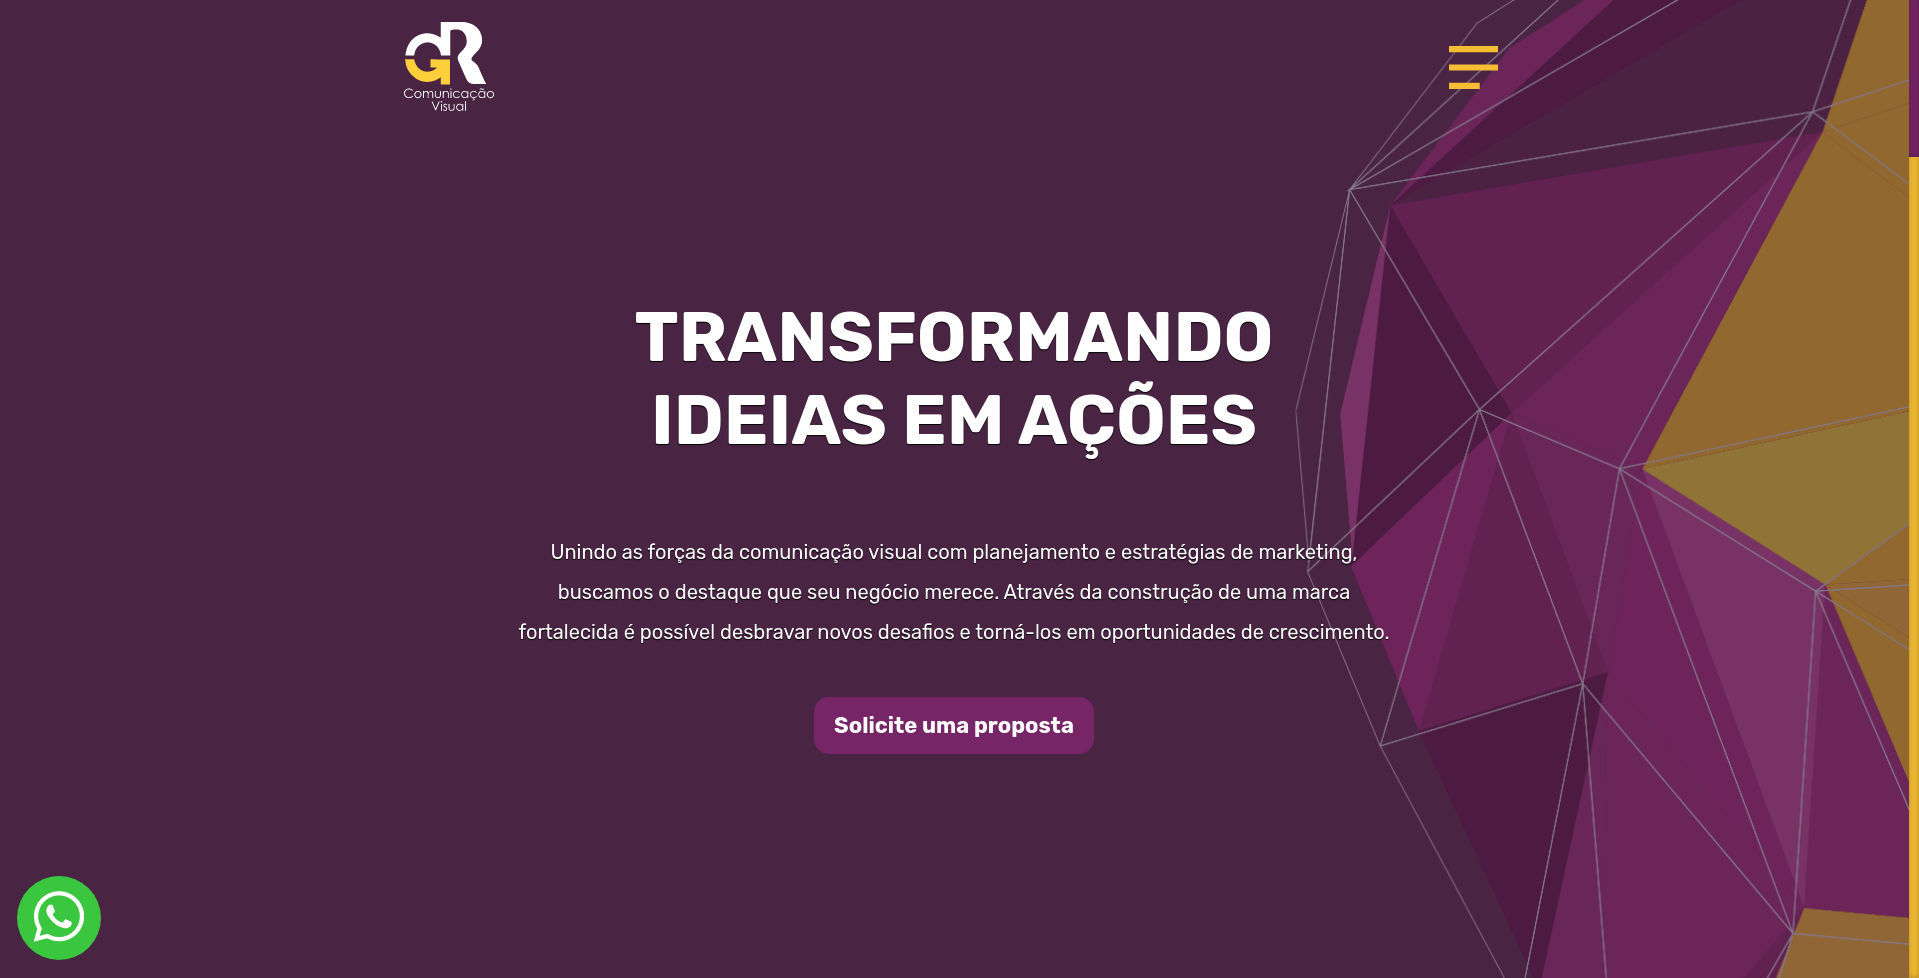 GR
Comunicação
Visual
TRANSFORMANDO
IDEIAS EM AÇÕES
Unindo as forças da comunicação visual com planejamento e estratégias de marketing,
buscamos o destaque que seu negócio merece. Através da construção de uma marca
fortalecida é possível desbravar novos desafios e torná-los em oportunidades de crescimento.
Solicite uma proposta